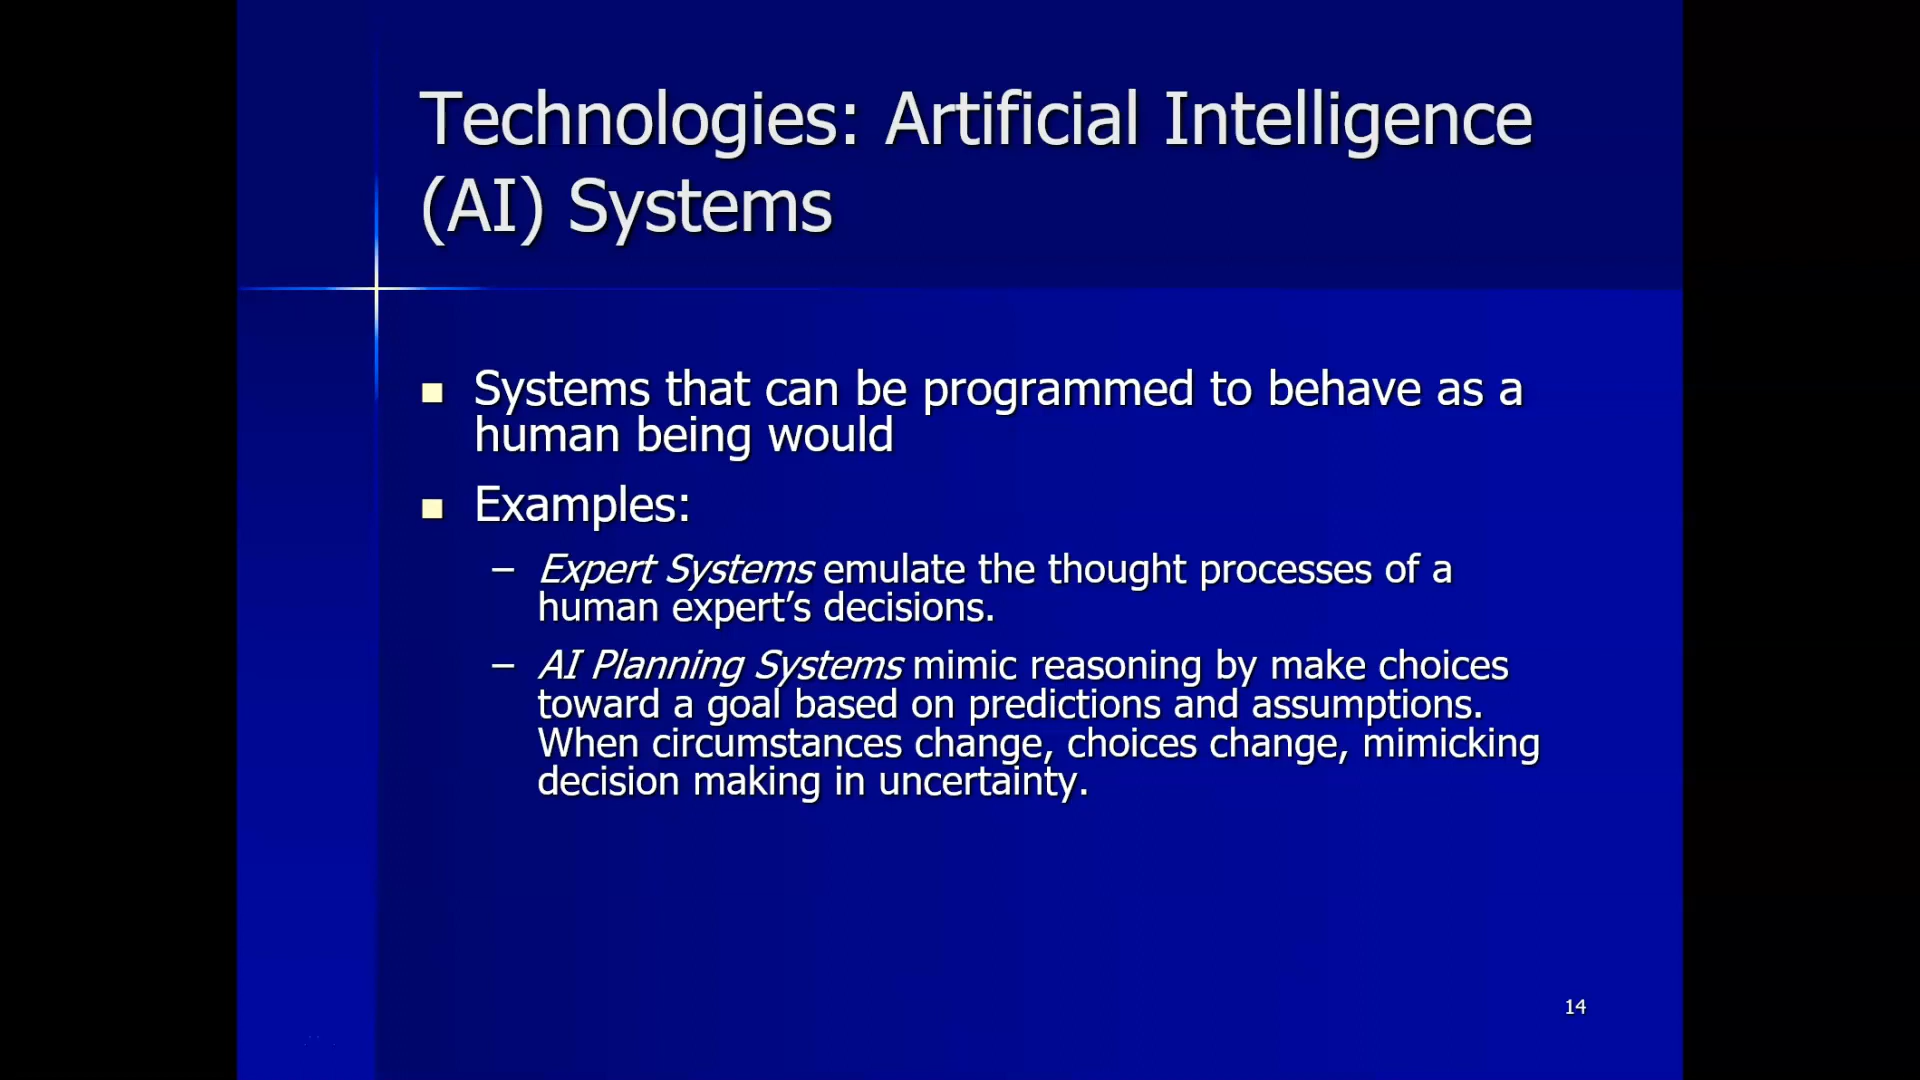 Technologies: Artificial Intelligence
(AI) Systems
Systems that can be programmed to behave as a
human being would
Examples:
– Expert Systems emulate the thought processes of a
human expert’s decisions.
– AI Planning Systems mimic reasoning by make choices
toward a goal based on predictions and assumptions.
When circumstances change, choices change, mimicking
decision making in uncertainty.
14